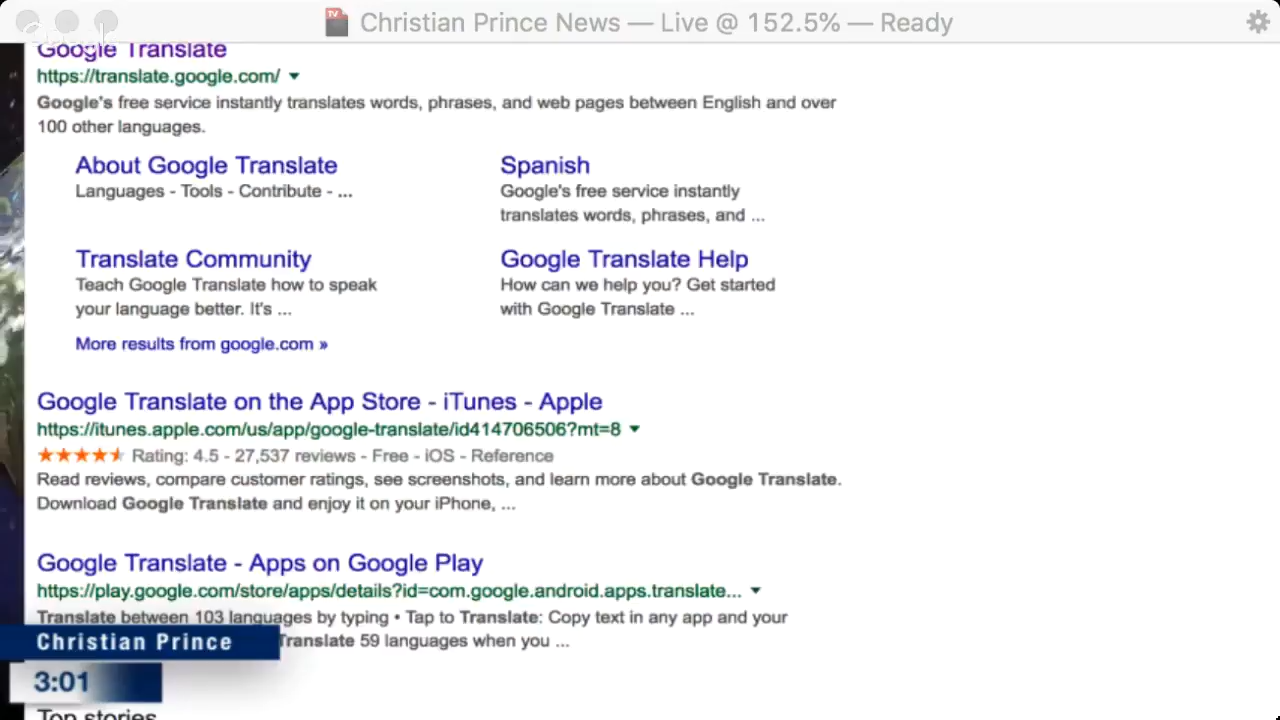 Christian Prince News — Live @ 152.5% — Ready
Google
Google Translate
https://translate.google.com/
Google's free service instantly translates words, phrases, and web pages between English and over
100 other languages.
About Google Translate
Languages - Tools - Contribute - ...
Spanish
Google's free service instantly
translates words, phrases, and ...
Translate Community
Teach Google Translate how to speak
your language better. It's ...
Google Translate Help
How can we help you? Get started
with Google Translate ...
More results from google.com »
Google Translate on the App Store - iTunes - Apple
https://itunes.apple.com/us/app/google-translate/id414706506?mt=8
Rating: 4.5 - 27,537 reviews - Free - iOS - Reference
Read reviews, compare customer ratings, see screenshots, and learn more about Google Translate.
Download Google Translate and enjoy it on your iPhone, ...
Google Translate - Apps on Google Play
https://play.google.com/store/apps/details?id=com.google.android.apps.translate...
Translate between 103 languages by typing • Tap to Translate: Copy text in any app and your
Translate 59 languages when you ...
Christian Prince
3:01
Top stories